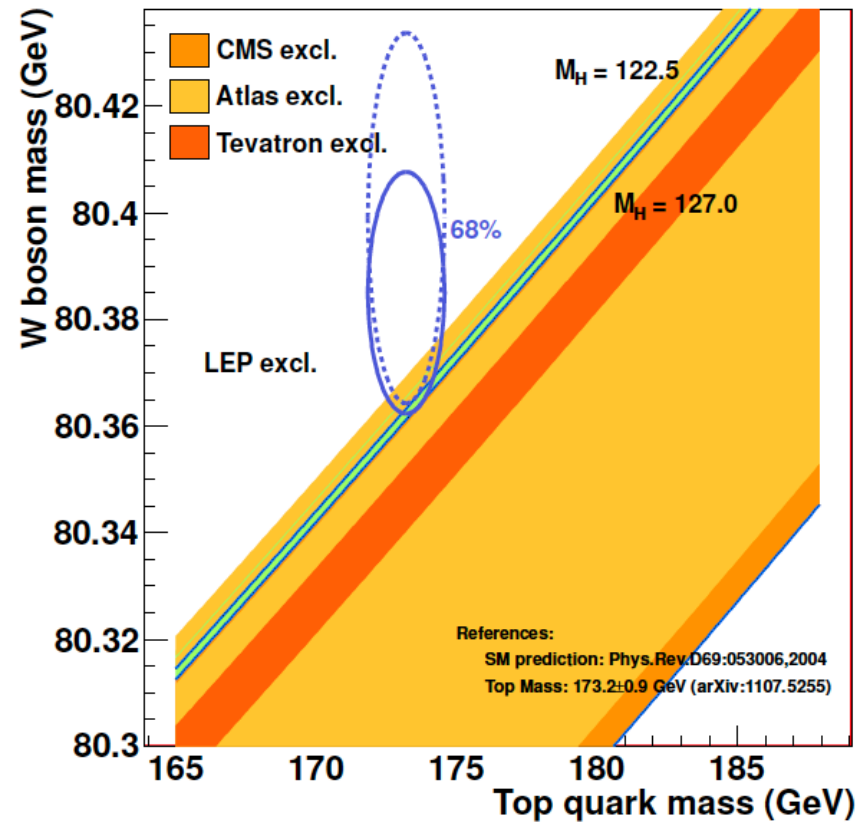 W boson mass (GeV)
CMS excl.
Atlas excl.
Tevatron excl.
M_H = 122.5
M_H = 127.0
68%
LEP excl.
80.42
80.4
80.38
80.36
80.34
80.32
80.3
References:
SM prediction: Phys.Rev.D69:053006,2004
Top Mass: 173.2±0.9 GeV (arXiv:1107.5255)
165 170 175 180 185
Top quark mass (GeV)